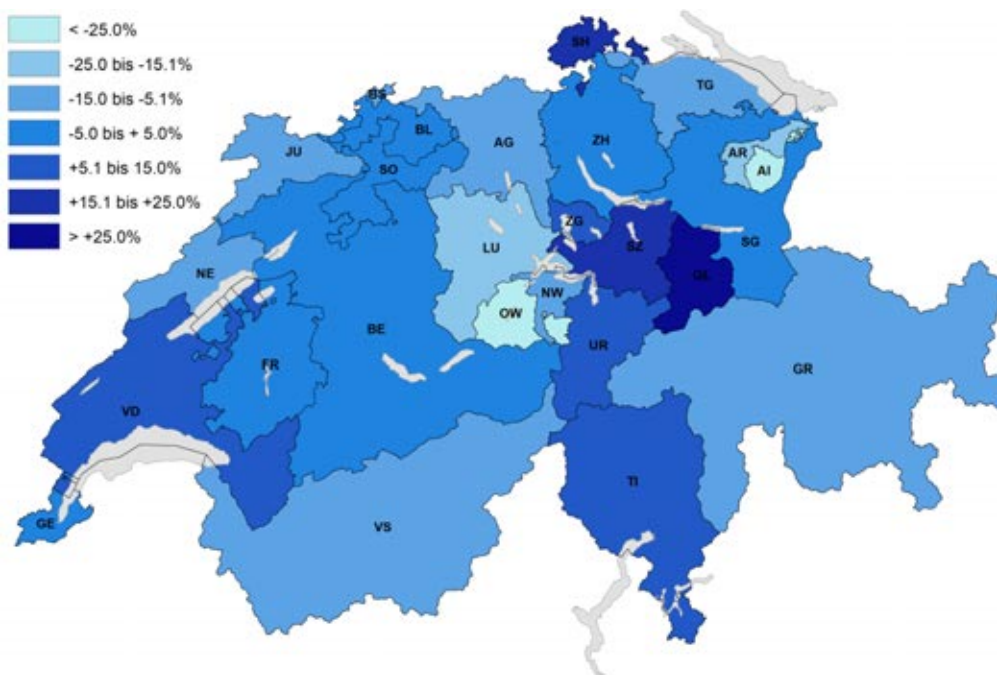 < -25.0%
-25.0 bis -15.1%
-15.0 bis -5.1%
-5.0 bis + 5.0%
+5.1 bis 15.0%
+15.1 bis +25.0%
> +25.0%
SH
TG
BS
BL
AG
ZH
JU
SO
AR
AI
ZG
LU
SZ
SG
NE
GL
NW
OW
BE
UR
FR
GR
VD
TI
GE
VS